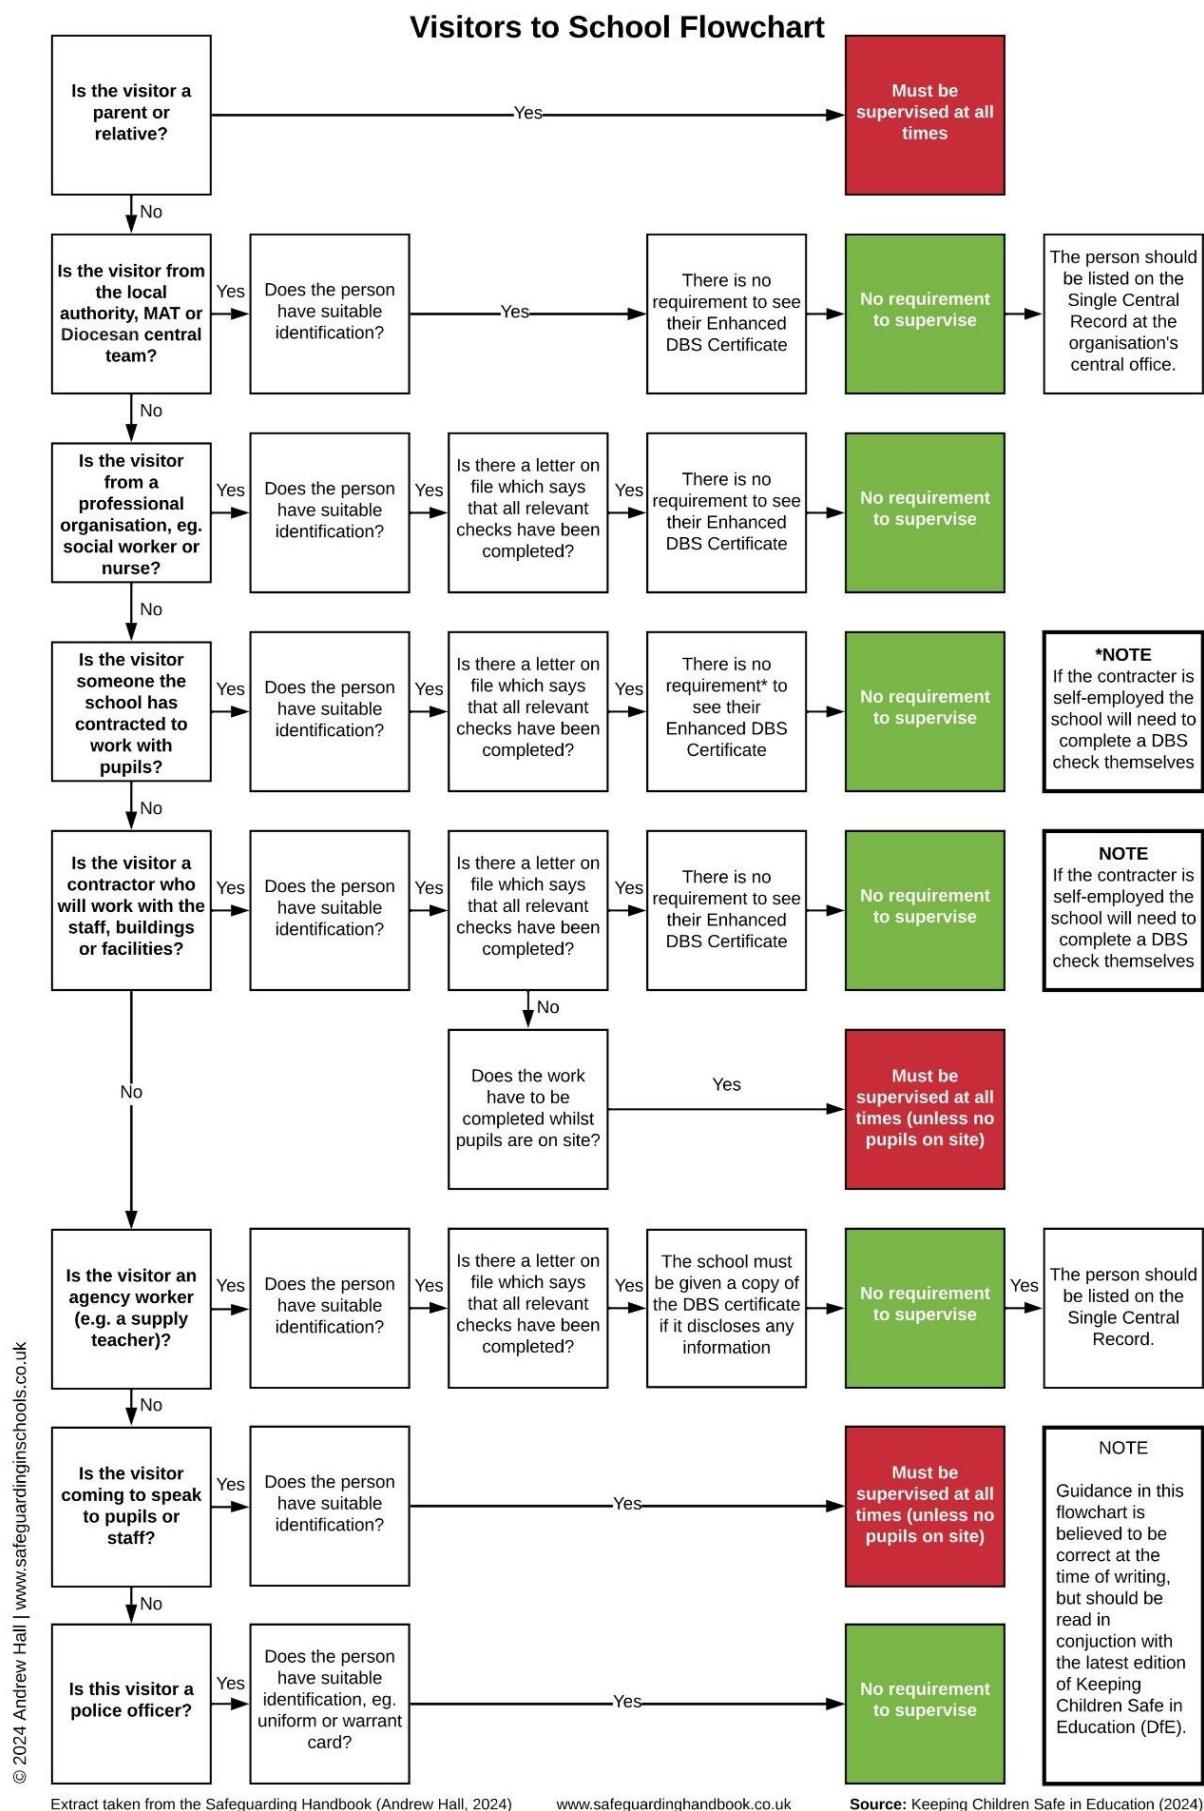 Visitors to School Flowchart
Is the visitor a
parent or
relative?
Yes
Must be
supervised at all
times
No
Is the visitor from
the local
authority, MAT or
Diocesan central
team?
Yes
Does the person
have suitable
identification?
Yes
There is no
requirement to see
their Enhanced
DBS Certificate
No requirement
to supervise
The person should
be listed on the
Single Central
Record at the
organisation's
central office.
No
Is the visitor
from a
professional
organisation, eg.
social worker or
nurse?
Yes
Does the person
have suitable
identification?
Yes
Is there a letter on
file which says
that all relevant
checks have been
completed?
Yes
There is no
requirement to see
their Enhanced
DBS Certificate
No requirement
to supervise
No
Is the visitor
someone the
school has
contracted to
work with
pupils?
Yes
Does the person
have suitable
identification?
Yes
Is there a letter on
file which says
that all relevant
checks have been
completed?
Yes
There is no
requirement* to
see their
Enhanced DBS
Certificate
No requirement
to supervise
*NOTE
If the contracter is
self-employed the
school will need to
complete a DBS
check themselves
No
Is the visitor a
contractor who
will work with the
staff, buildings
or facilities?
Yes
Does the person
have suitable
identification?
Yes
Is there a letter on
file which says
that all relevant
checks have been
completed?
Yes
There is no
requirement to see
their Enhanced
DBS Certificate
No requirement
to supervise
NOTE
If the contracter is
self-employed the
school will need to
complete a DBS
check themselves
No
Does the work
have to be
completed whilst
pupils are on site?
Yes
Must be
supervised at all
times (unless no
pupils on site)
No
Is the visitor an
agency worker
(e.g. a supply
teacher)?
Yes
Does the person
have suitable
identification?
Yes
Is there a letter on
file which says
that all relevant
checks have been
completed?
Yes
The school must
be given a copy of
the DBS certificate
if it discloses any
information
No requirement
to supervise
Yes
The person should
be listed on the
Single Central
Record.
No
Is the visitor
coming to speak
to pupils or
staff?
Yes
Does the person
have suitable
identification?
Yes
Must be
supervised at all
times (unless no
pupils on site)
NOTE
Guidance in this
flowchart is
believed to be
correct at the
time of writing,
but should be
read in
conjuction with
the latest edition
of Keeping
Children Safe in
Education (DfE).
No
Is this visitor a
police officer?
Yes
Does the person
have suitable
identification, eg.
uniform or warrant
card?
Yes
No requirement
to supervise
© 2024 Andrew Hall | www.safeguardinginschools.co.uk
Extract taken from the Safeguarding Handbook (Andrew Hall, 2024) www.safeguardinghandbook.co.uk Source: Keeping Children Safe in Education (2024